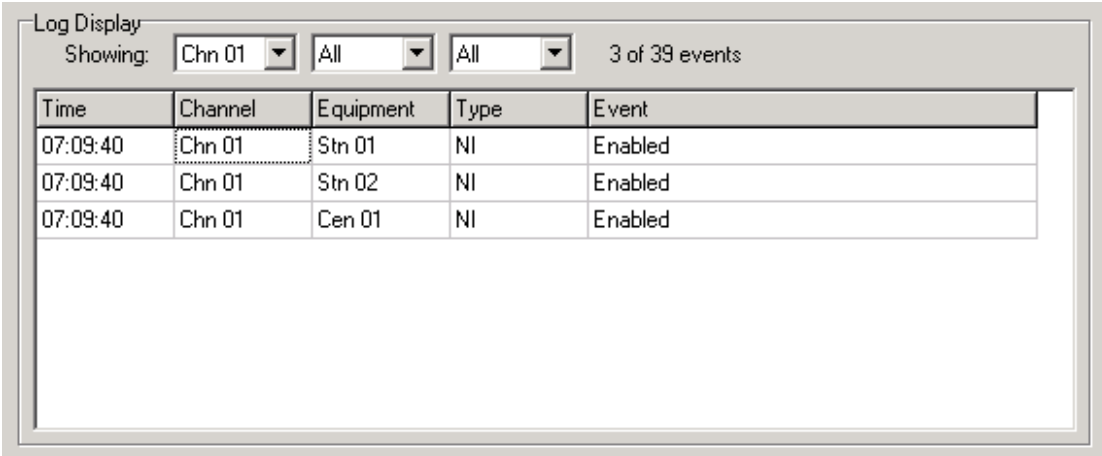 Log Display
Showing: Chn 01 All All 3 of 39 events
Time Channel Equipment Type Event
07:09:40 Chn 01 Stn 01 NI Enabled
07:09:40 Chn 01 Stn 02 NI Enabled
07:09:40 Chn 01 Cen 01 NI Enabled